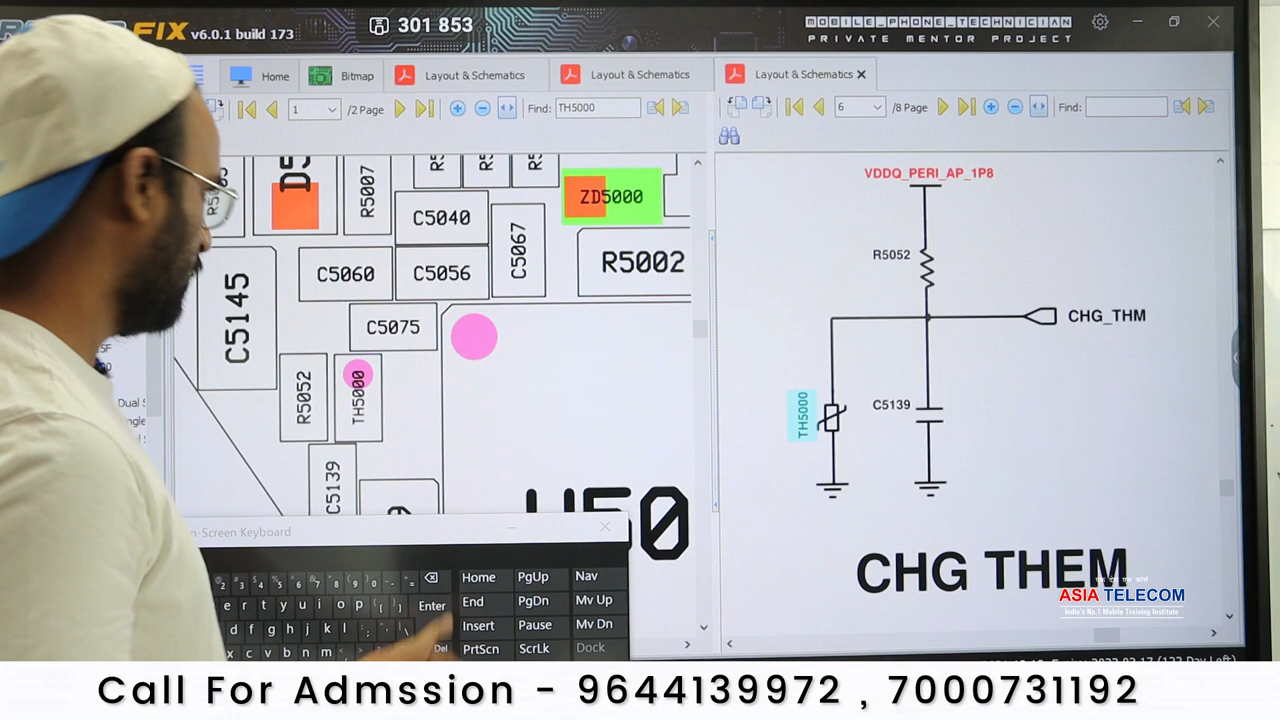 FIX v6.0.1 build 173
301 853
MOBILE_PHONE_TECHNICIAN
PRIVATE MENTOR PROJECT
Home
Bitmap
Layout & Schematics
Layout & Schematics
Layout & Schematics
1 /2 Page Find: TH5000
6 /8 Page Find:
R5007
C5040
C5067
ZD5000
R5002
C5060
C5056
C5145
C5075
R5052
TH5000
C5139
U50
VDDQ_PERI_AP_1P8
R5052
CHG_THM
TH5000
C5139
CHG THEM
n-Screen Keyboard
Home PgUp Nav
End PgDn Mv Up
Insert Pause Mv Dn
PrtScn ScrLk Dock
Enter
Del
e r t y u i o p
d f g h j k l
x c v b n m
ASIA TELECOM
India's No.1 Mobile Training Institute
Call For Admssion - 9644139972 , 7000731192